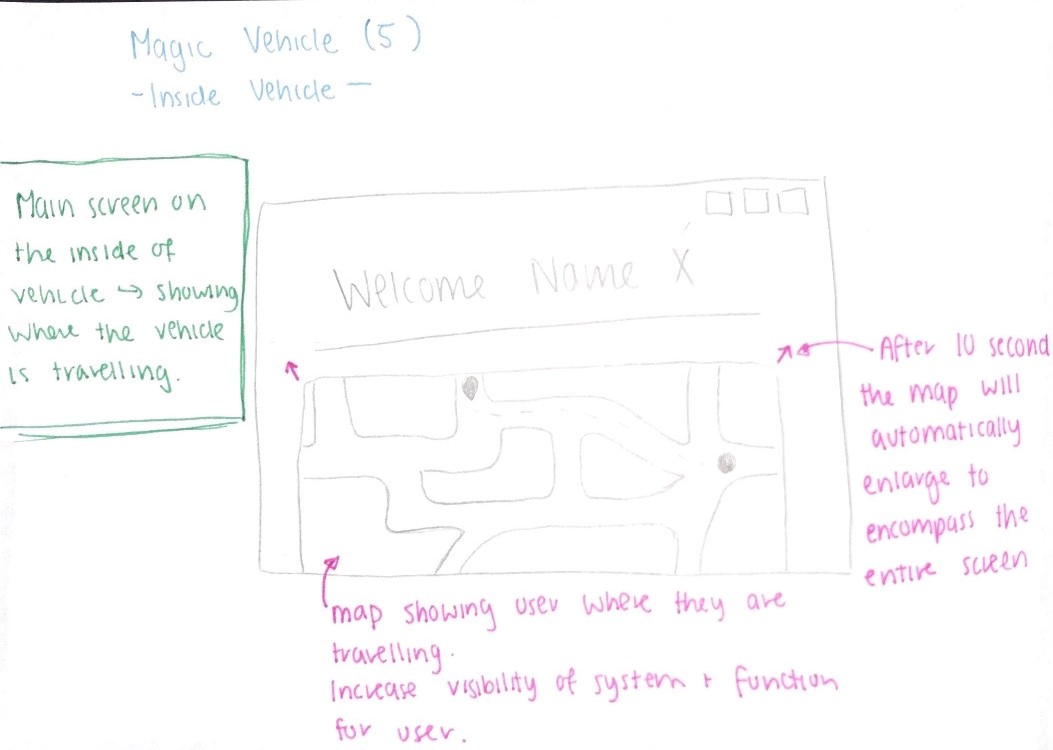 Magic Vehicle (5)
-Inside Vehicle-
Main screen on
the inside of
vehicle ↪ showing
where the vehicle
is travelling.
Welcome Name X
After 10 second
the map will
automatically
enlarge to
encompass the
entire screen
map showing user where they are
travelling.
Increase visibility of system + function
for user.